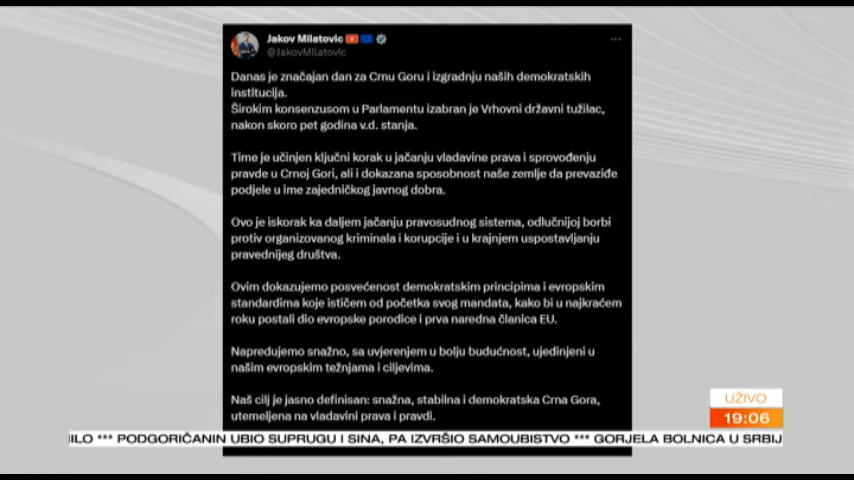 Jakov Milatovic
@JakovMilatovic
Danas je značajan dan za Crnu Goru i izgradnju naših demokratskih
institucija.
Širokim konsenzusom u Parlamentu izabran je Vrhovni državni tužilac,
nakon skoro pet godina v.d. stanja.
Time je učinjen ključni korak u jačanju vladavine prava i sprovođenju
pravde u Crnoj Gori, ali i dokazana sposobnost naše zemlje da prevaziđe
podjele u ime zajedničkog javnog dobra.
Ovo je iskorak ka daljem jačanju pravosudnog sistema, odlučnijoj borbi
protiv organizovanog kriminala i korupcije i u krajnjem uspostavljanju
pravednijeg društva.
Ovim dokazujemo posvećenost demokratskim principima i evropskim
standardima koje ističem od početka svog mandata, kako bi u najkraćem
roku postali dio evropske porodice i prva naredna članica EU.
Napredujemo snažno, sa uvjerenjem u bolju budućnost, ujedinjeni u
našim evropskim težnjama i ciljevima.
Naš cilj je jasno definisan: snažna, stabilna i demokratska Crna Gora,
utemeljena na vladavini prava i pravdi.
UŽIVO
19:06
ILO *** PODGORIČANIN UBIO SUPRUGU I SINA, PA IZVRŠIO SAMOUBISTVO *** GORJELA BOLNICA U SRBIJ